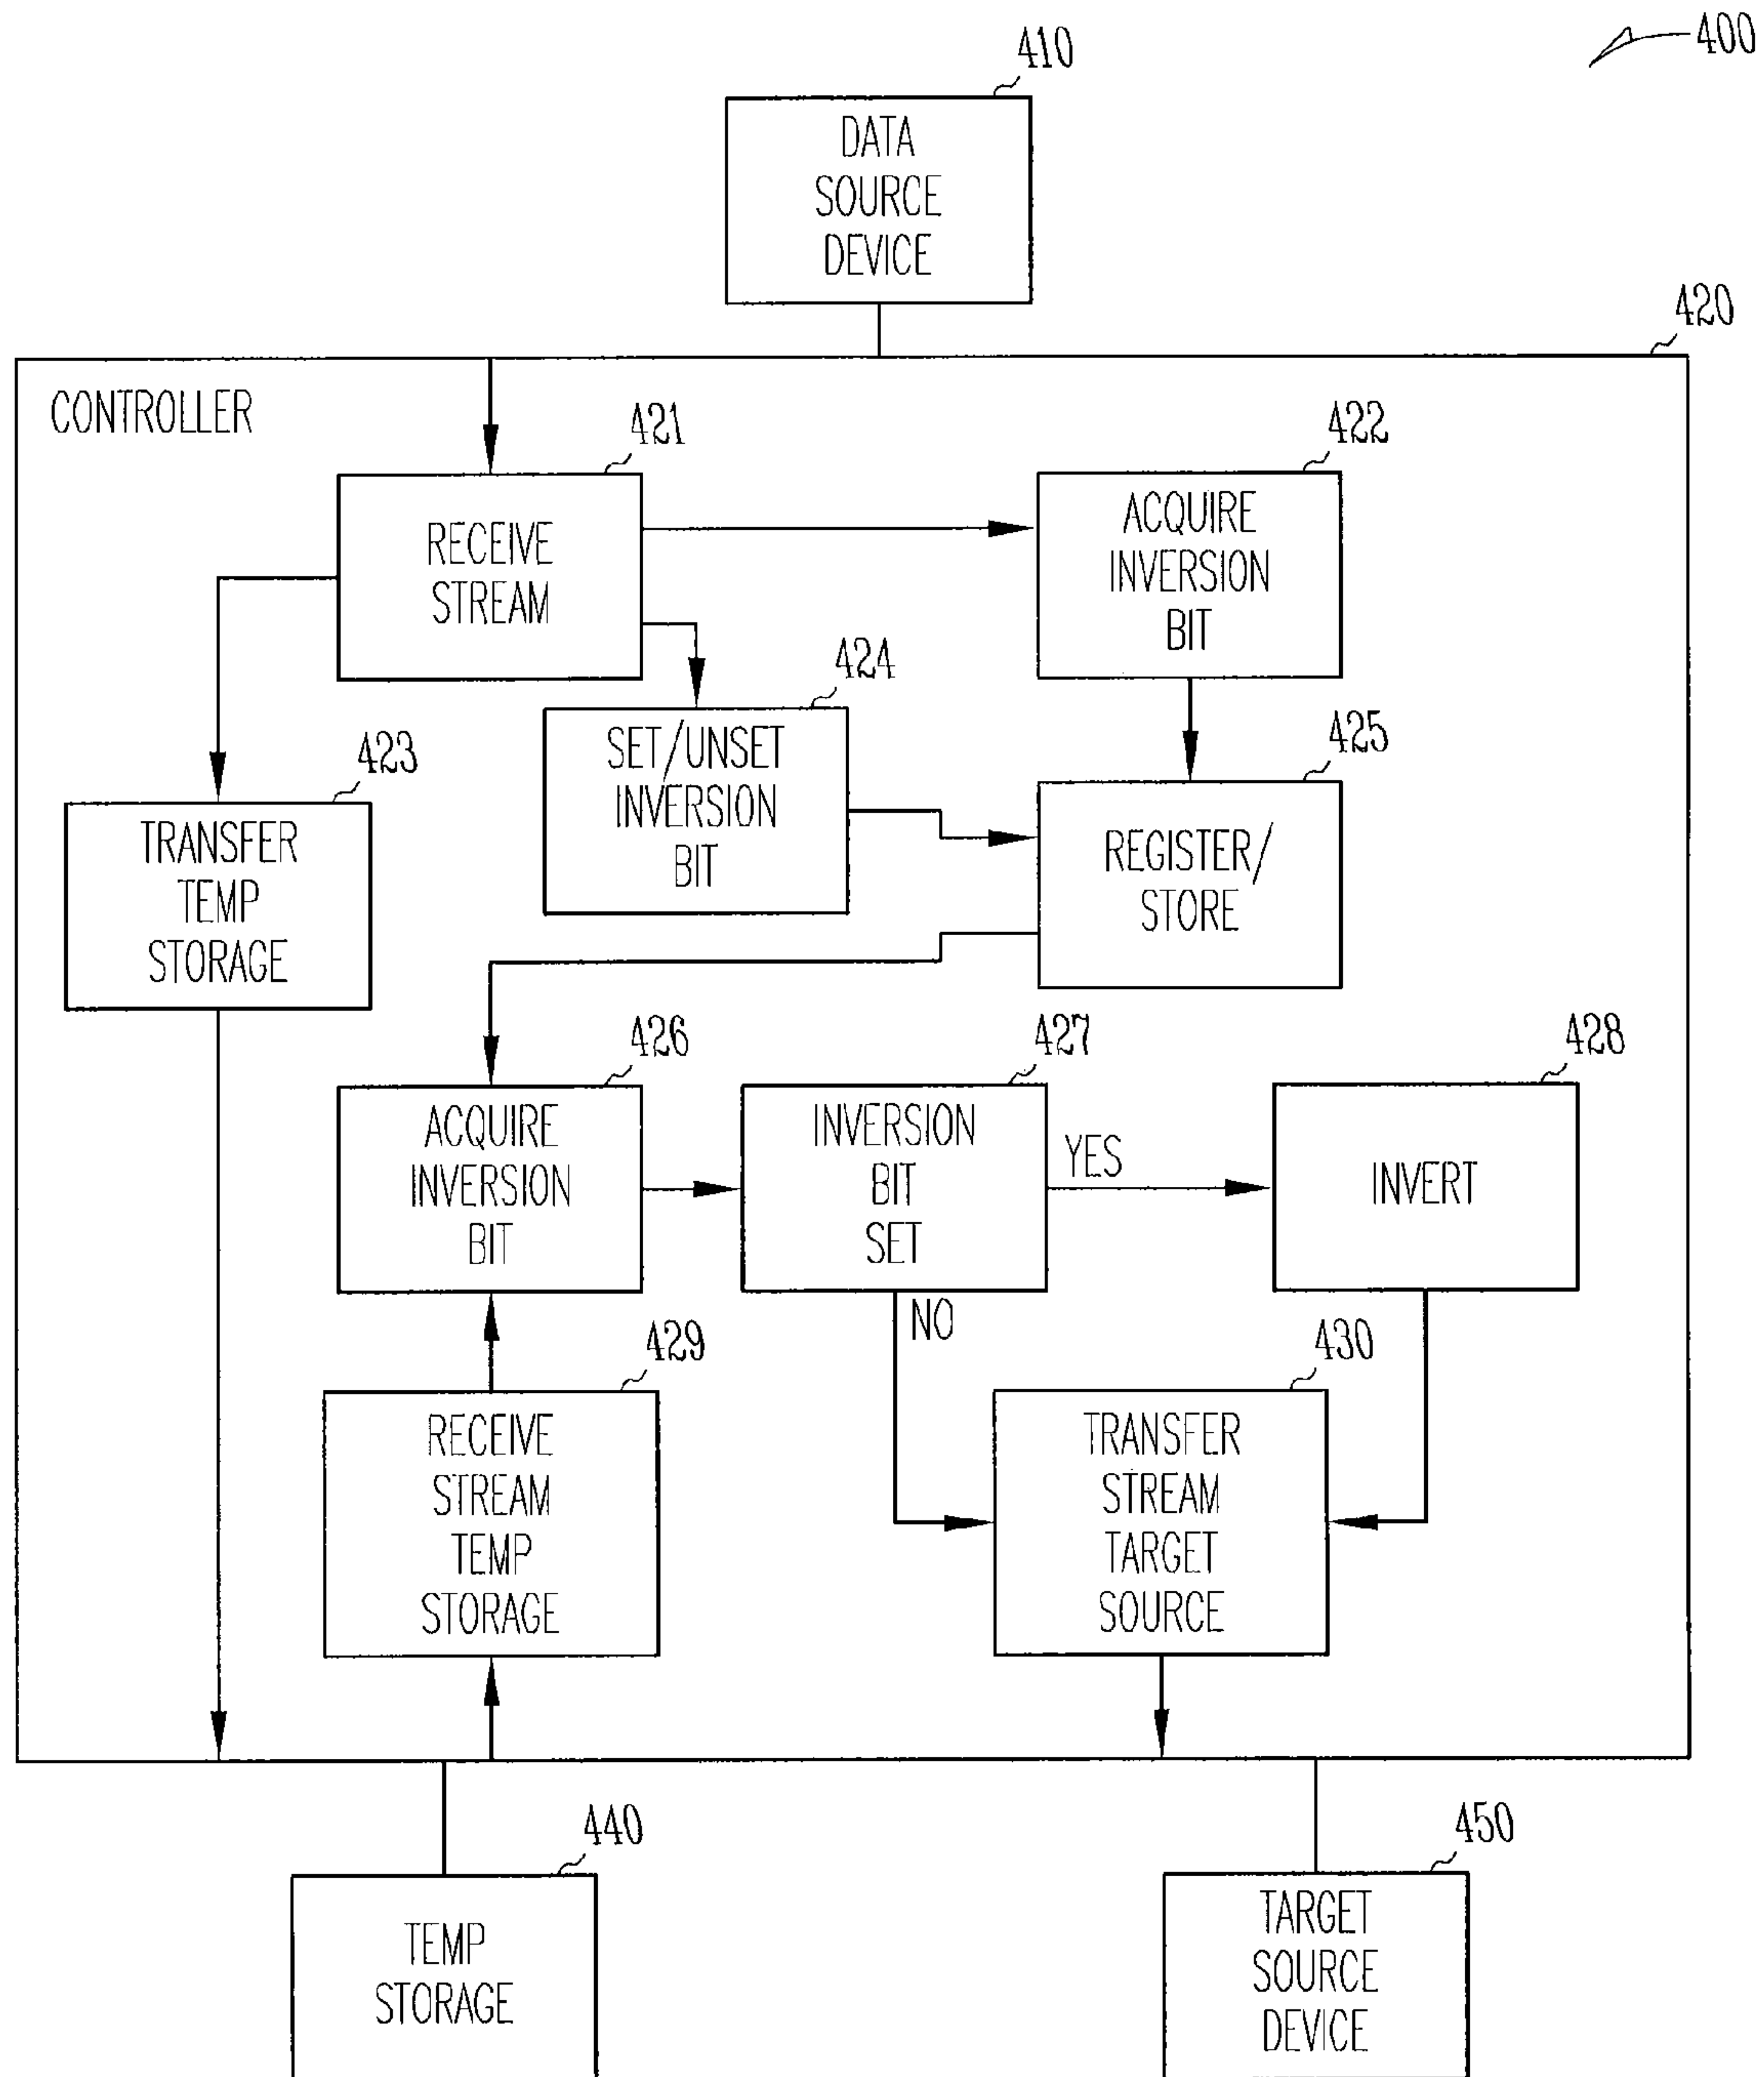 400
410
DATA
SOURCE
DEVICE
420
CONTROLLER
421
RECEIVE
STREAM
422
ACQUIRE
INVERSION
BIT
423
TRANSFER
TEMP
STORAGE
424
SET/UNSET
INVERSION
BIT
425
REGISTER/
STORE
426
ACQUIRE
INVERSION
BIT
427
INVERSION
BIT
SET
YES
NO
428
INVERT
429
RECEIVE
STREAM
TEMP
STORAGE
430
TRANSFER
STREAM
TARGET
SOURCE
440
TEMP
STORAGE
450
TARGET
SOURCE
DEVICE